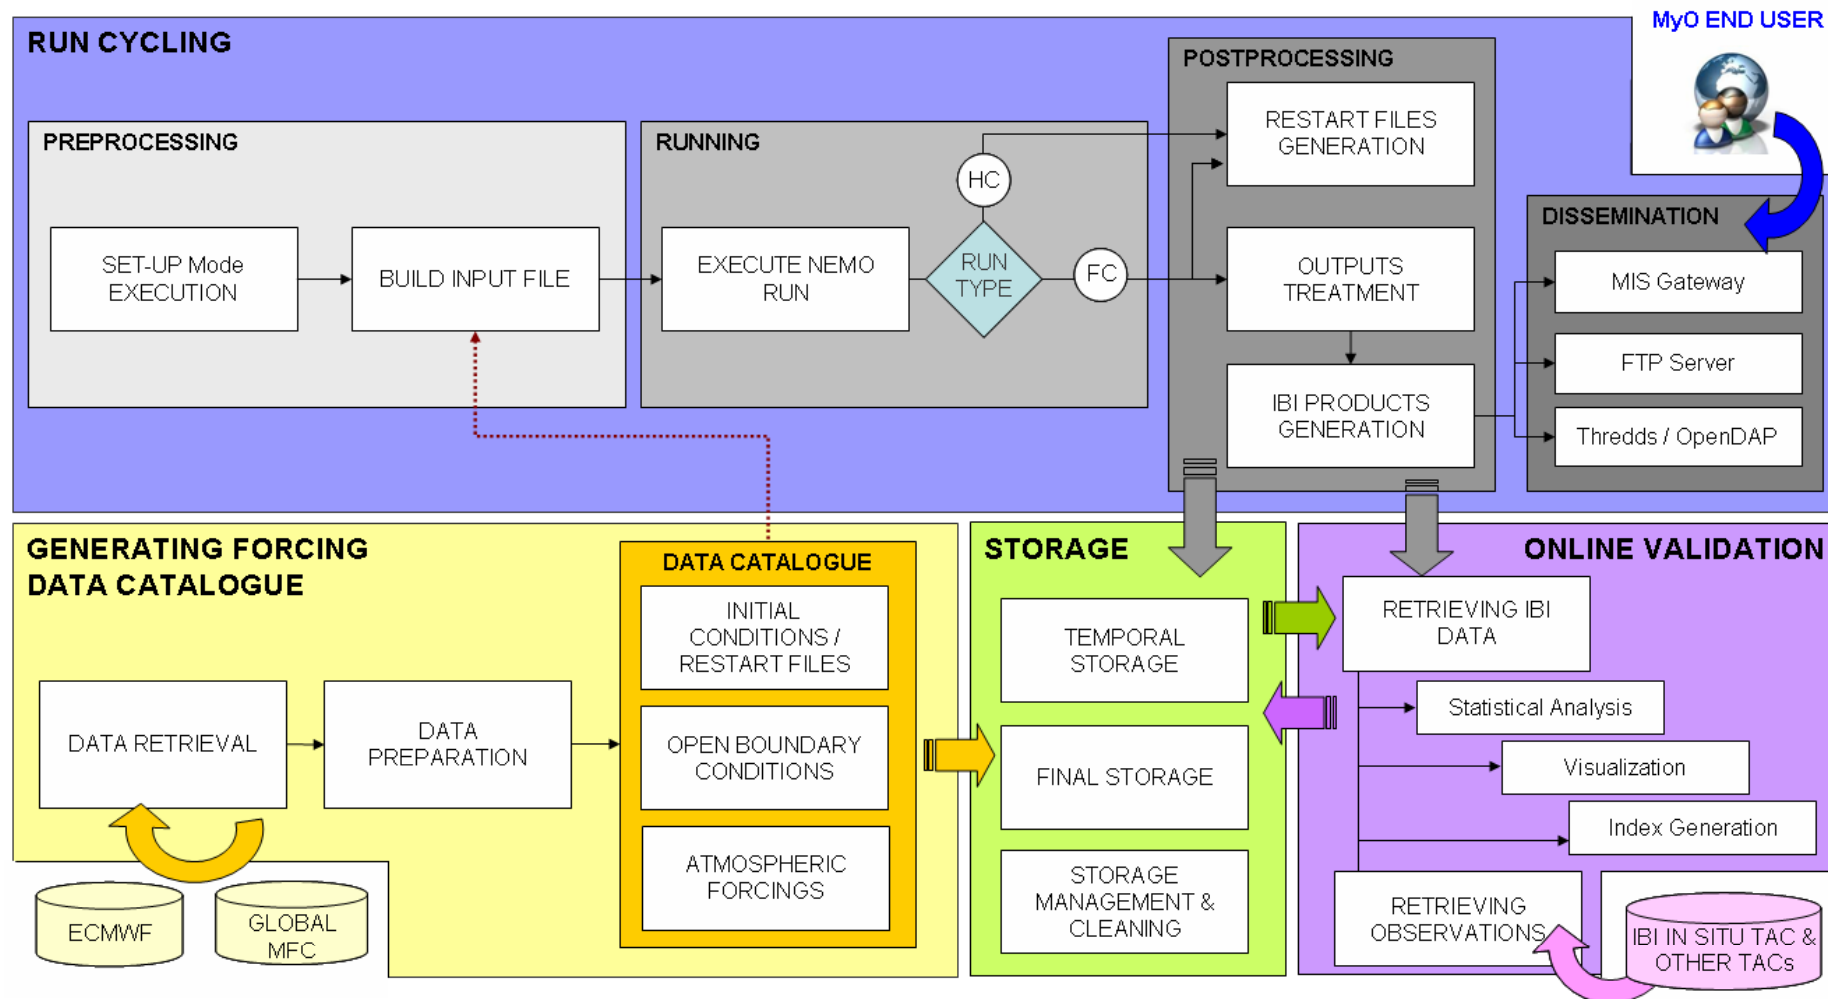 MyO END USER
RUN CYCLING
PREPROCESSING
SET-UP Mode
EXECUTION
BUILD INPUT FILE
RUNNING
EXECUTE NEMO
RUN
HC
RUN
TYPE
FC
POSTPROCESSING
RESTART FILES
GENERATION
OUTPUTS
TREATMENT
IBI PRODUCTS
GENERATION
DISSEMINATION
MIS Gateway
FTP Server
Thredds / OpenDAP
GENERATING FORCING
DATA CATALOGUE
DATA RETRIEVAL
DATA
PREPARATION
ECMWF
GLOBAL
MFC
DATA CATALOGUE
INITIAL
CONDITIONS /
RESTART FILES
OPEN BOUNDARY
CONDITIONS
ATMOSPHERIC
FORCINGS
STORAGE
TEMPORAL
STORAGE
FINAL STORAGE
STORAGE
MANAGEMENT &
CLEANING
ONLINE VALIDATION
RETRIEVING IBI
DATA
Statistical Analysis
Visualization
Index Generation
RETRIEVING
OBSERVATIONS
IBI IN SITU TAC &
OTHER TACs